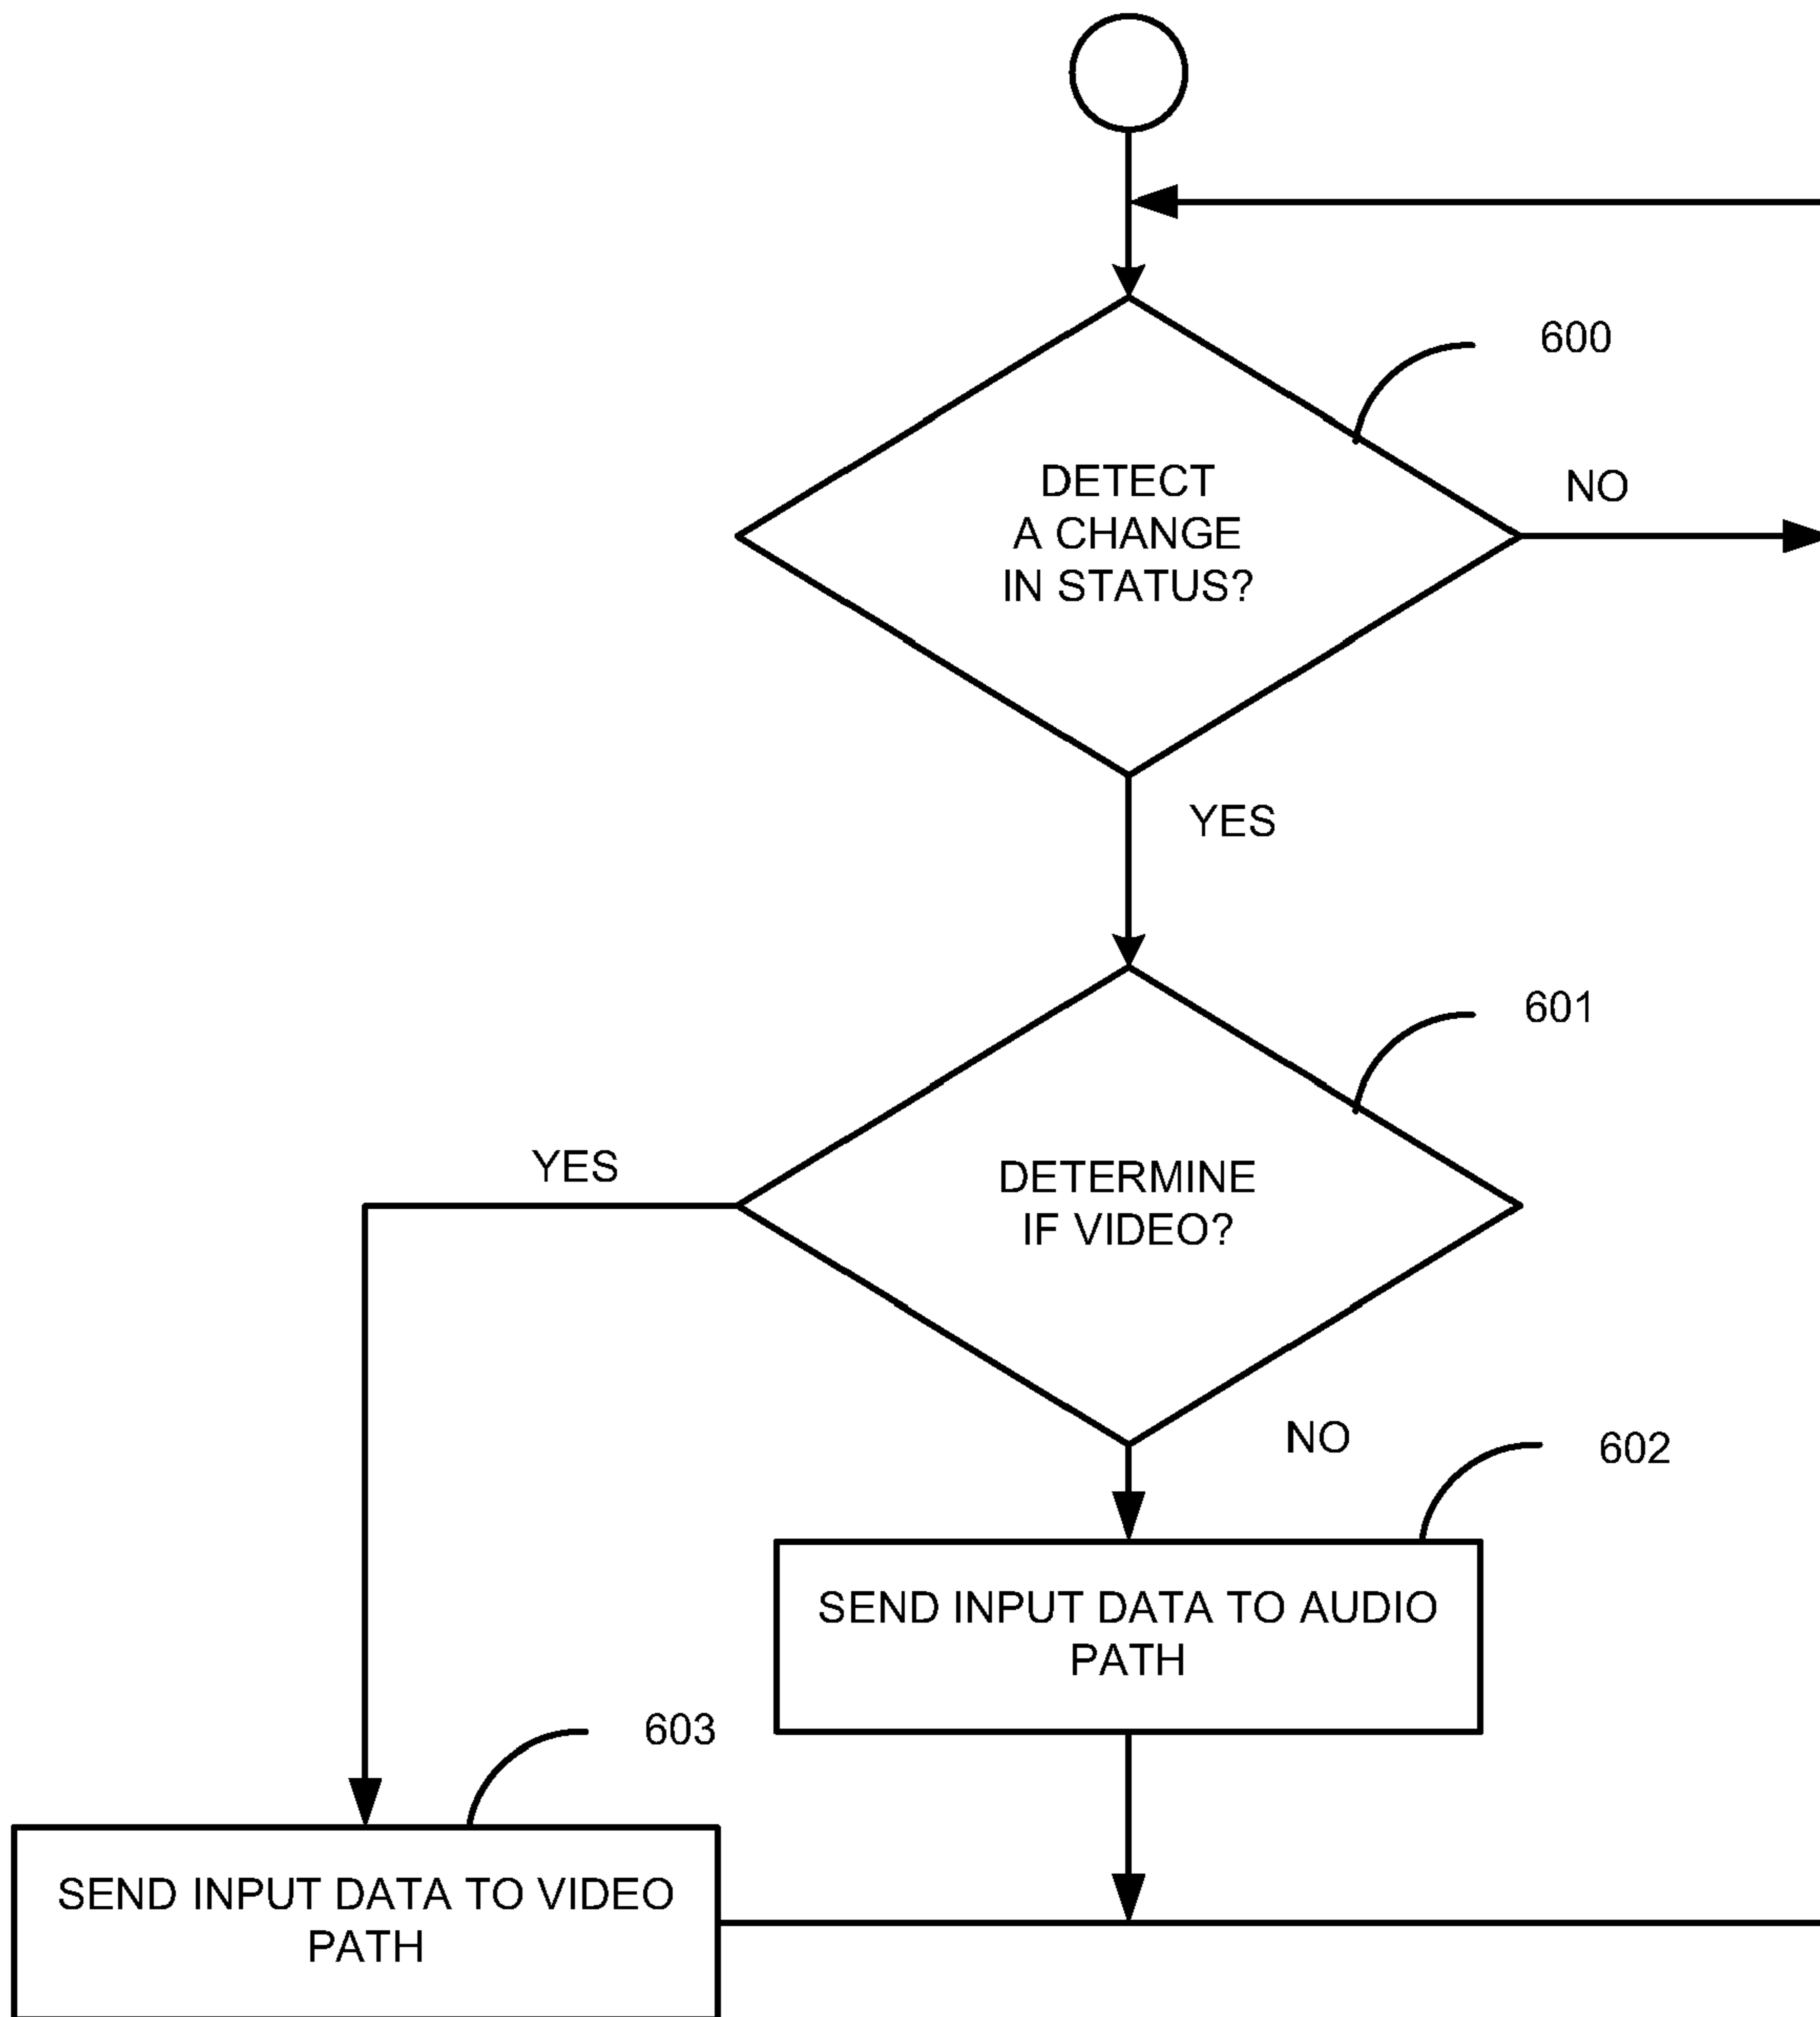 600
DETECT
A CHANGE
IN STATUS?
NO
YES
601
YES
DETERMINE
IF VIDEO?
NO
602
SEND INPUT DATA TO AUDIO
PATH
603
SEND INPUT DATA TO VIDEO
PATH